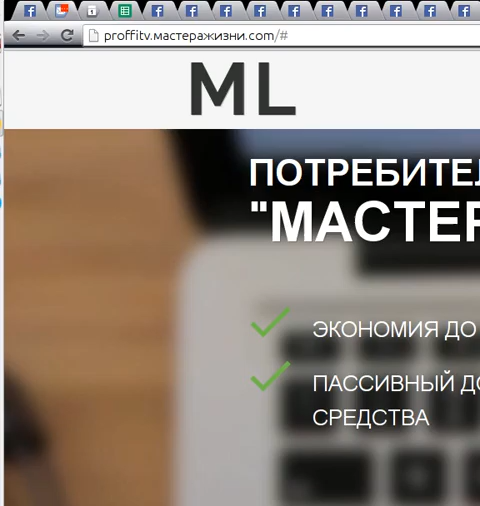 proffitv.мастеражизни.com/#
ML
ПОТРЕБИТЕЛ
"МАСТЕР
ЭКОНОМИЯ ДО
ПАССИВНЫЙ ДО
СРЕДСТВА